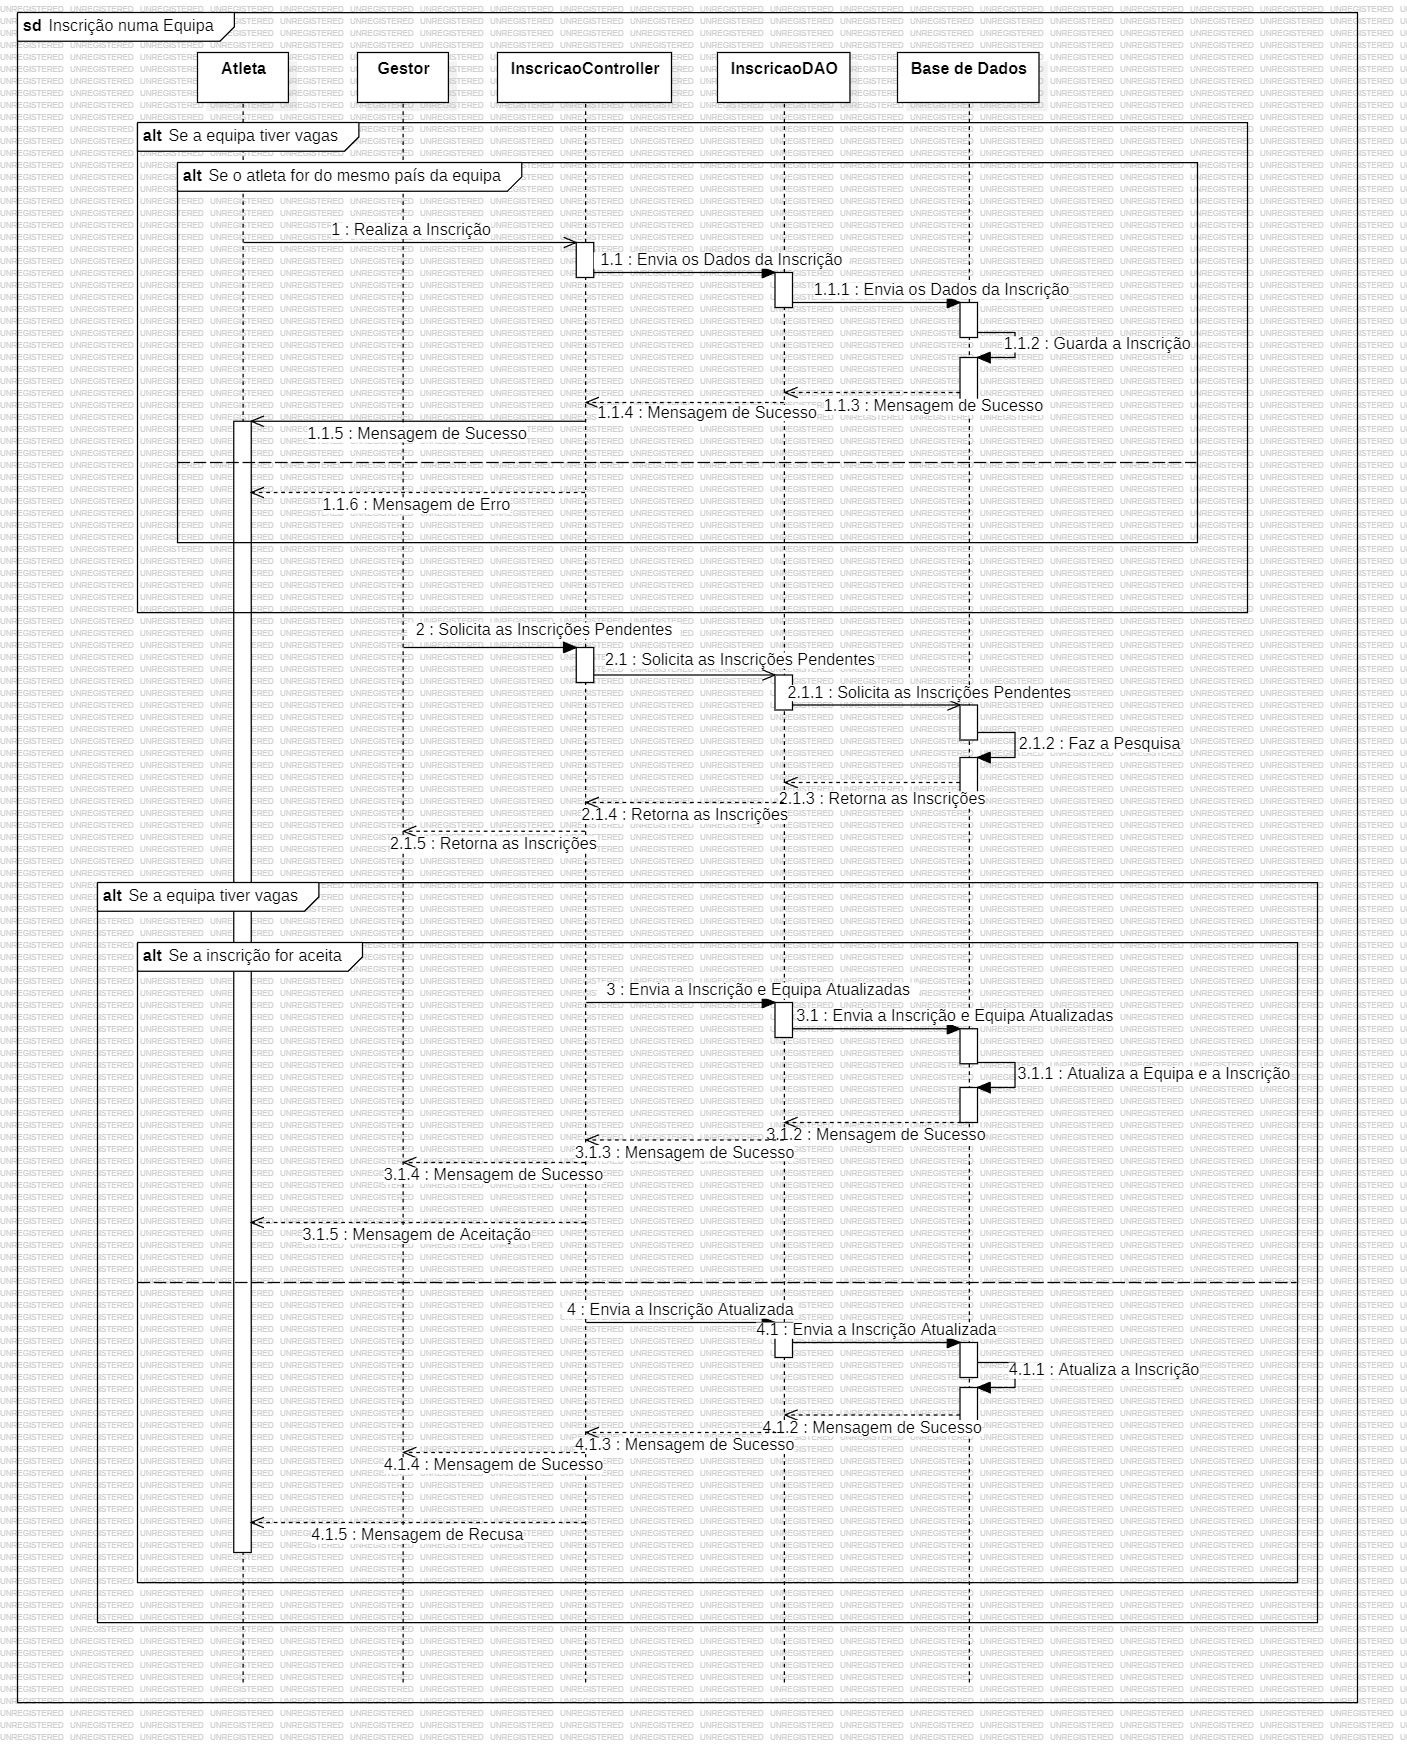 sd Inscrição numa Equipa
Atleta
Gestor
InscricaoController
InscricaoDAO
Base de Dados
alt Se a equipa tiver vagas
alt Se o atleta for do mesmo país da equipa
1 : Realiza a Inscrição
1.1 : Envia os Dados da Inscrição
1.1.1 : Envia os Dados da Inscrição
1.1.2 : Guarda a Inscrição
1.1.3 : Mensagem de Sucesso
1.1.4 : Mensagem de Sucesso
1.1.5 : Mensagem de Sucesso
1.1.6 : Mensagem de Erro
2 : Solicita as Inscrições Pendentes
2.1 : Solicita as Inscrições Pendentes
2.1.1 : Solicita as Inscrições Pendentes
2.1.2 : Faz a Pesquisa
2.1.3 : Retorna as Inscrições
2.1.4 : Retorna as Inscrições
2.1.5 : Retorna as Inscrições
alt Se a equipa tiver vagas
alt Se a inscrição for aceita
3 : Envia a Inscrição e Equipa Atualizadas
3.1 : Envia a Inscrição e Equipa Atualizadas
3.1.1 : Atualiza a Equipa e a Inscrição
3.1.2 : Mensagem de Sucesso
3.1.3 : Mensagem de Sucesso
3.1.4 : Mensagem de Sucesso
3.1.5 : Mensagem de Aceitação
4 : Envia a Inscrição Atualizada
4.1 : Envia a Inscrição Atualizada
4.1.1 : Atualiza a Inscrição
4.1.2 : Mensagem de Sucesso
4.1.3 : Mensagem de Sucesso
4.1.4 : Mensagem de Sucesso
4.1.5 : Mensagem de Recusa
UNREGISTERED